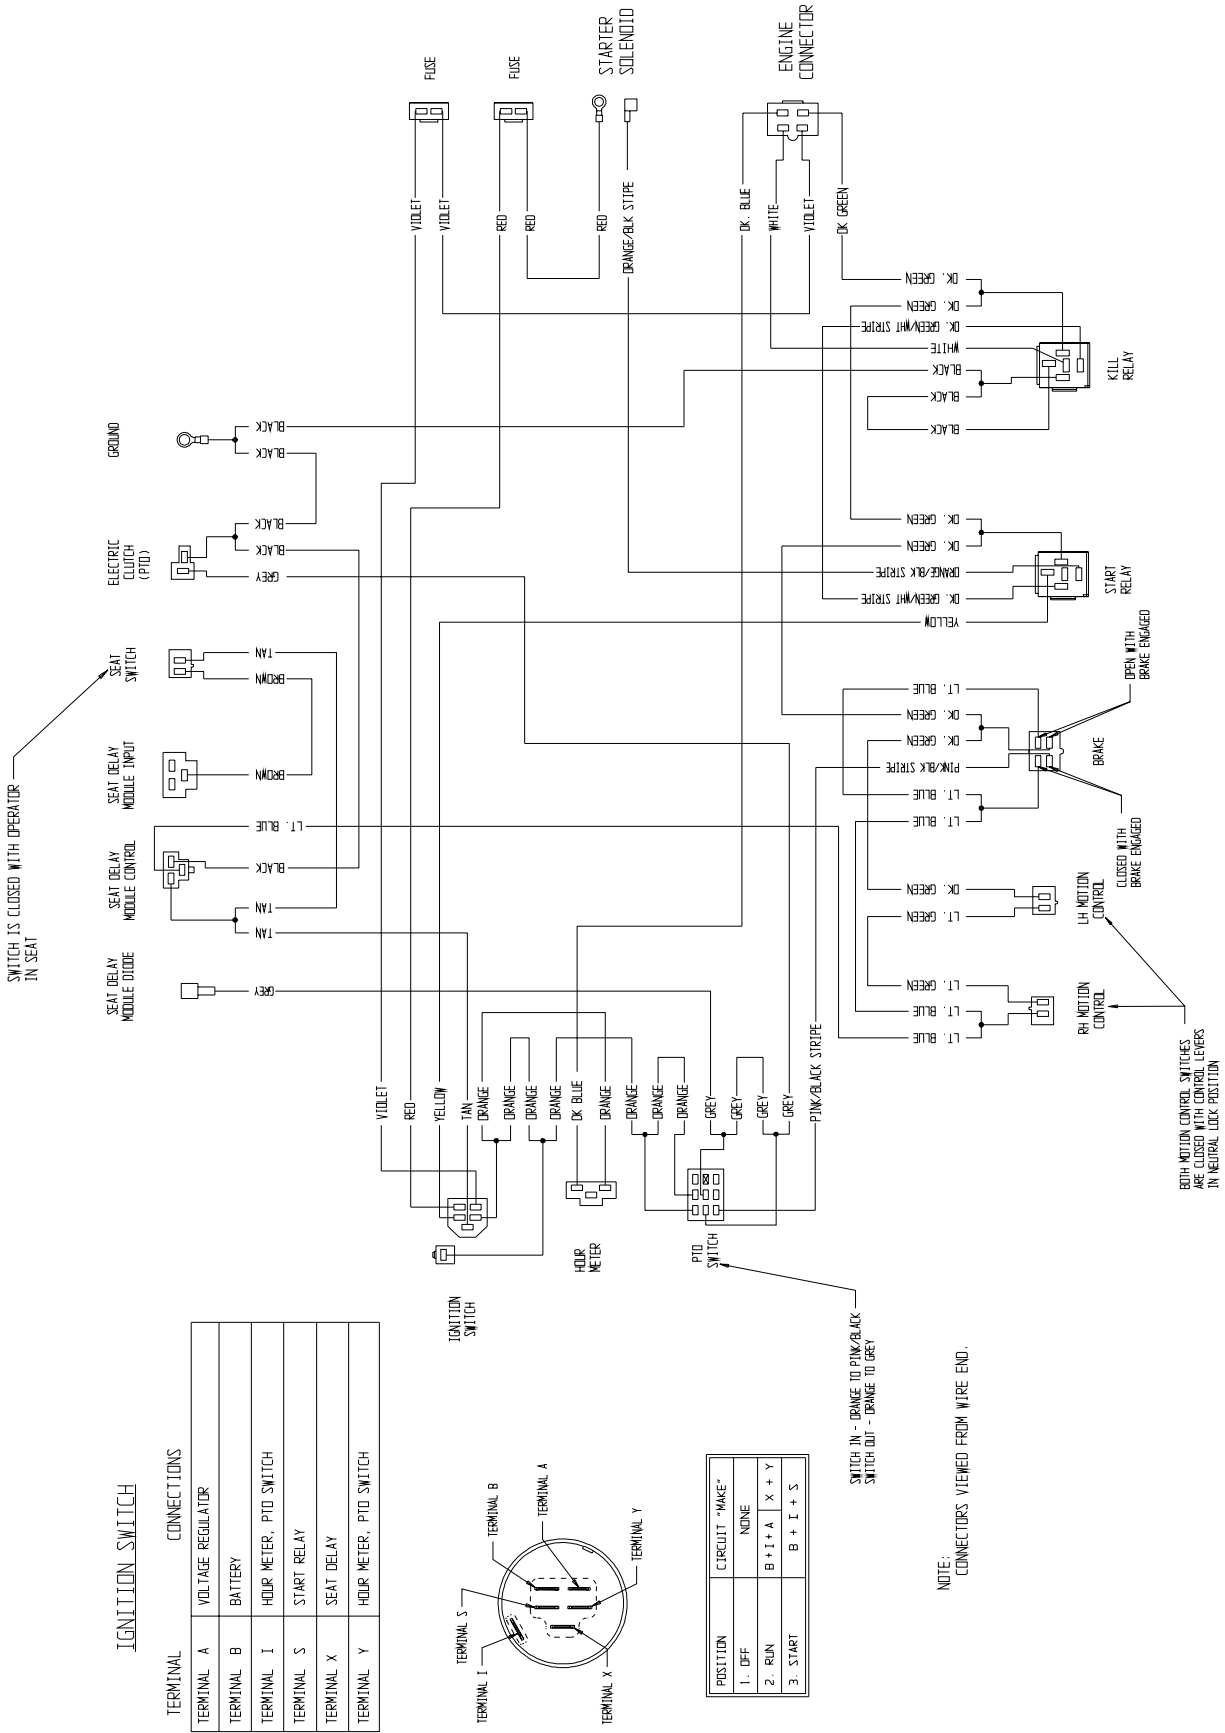 IGNITION SWITCH
TERMINAL CONNECTIONS
TERMINAL A VOLTAGE REGULATOR
TERMINAL B BATTERY
TERMINAL I HOUR METER, PTO SWITCH
TERMINAL S START RELAY
TERMINAL X SEAT DELAY
TERMINAL Y HOUR METER, PTO SWITCH
TERMINAL I
TERMINAL S
TERMINAL B
TERMINAL A
TERMINAL Y
TERMINAL X
POSITION CIRCUIT "MAKE"
1. OFF NONE
2. RUN B + I + A X + Y
3. START B + I + S
NOTE:
CONNECTORS VIEWED FROM WIRE END.
SWITCH IS CLOSED WITH OPERATOR
IN SEAT
SEAT DELAY
MODULE DIODE
SEAT DELAY
MODULE CONTROL
SEAT DELAY
MODULE INPUT
SEAT
SWITCH
ELECTRIC
CLUTCH
(PTO)
GROUND
GREY
TAN
TAN
BLACK
LT. BLUE
BROWN
BROWN
TAN
GREY
BLACK
BLACK
BLACK
BLACK
FUSE
FUSE
STARTER
SOLENOID
ENGINE
CONNECTOR
VIOLET
VIOLET
RED
RED
RED
ORANGE/BLK STIPE
DK. BLUE
WHITE
VIOLET
DK GREEN
IGNITION
SWITCH
HOUR
METER
PTO
SWITCH
VIOLET
RED
YELLOW
TAN
ORANGE
ORANGE
ORANGE
ORANGE
DK BLUE
ORANGE
ORANGE
ORANGE
ORANGE
GREY
GREY
GREY
GREY
PINK/BLACK STRIPE
SWITCH IN - ORANGE TO PINK/BLACK
SWITCH OUT - ORANGE TO GREY
DK. GREEN
DK. GREEN
DK. GREEN/WHT STRIPE
WHITE
BLACK
BLACK
BLACK
KILL
RELAY
DK. GREEN
DK. GREEN
ORANGE/BLK STRIPE
DK. GREEN/WHT STRIPE
YELLOW
START
RELAY
LT. BLUE
DK. GREEN
DK. GREEN
PINK/BLK STRIPE
LT. BLUE
LT. BLUE
BRAKE
OPEN WITH
BRAKE ENGAGED
CLOSED WITH
BRAKE ENGAGED
DK. GREEN
LT. GREEN
LH MOTION
CONTROL
LT. GREEN
LT. BLUE
LT. BLUE
RH MOTION
CONTROL
BOTH MOTION CONTROL SWITCHES
ARE CLOSED WITH CONTROL LEVERS
IN NEUTRAL LOCK POSITION